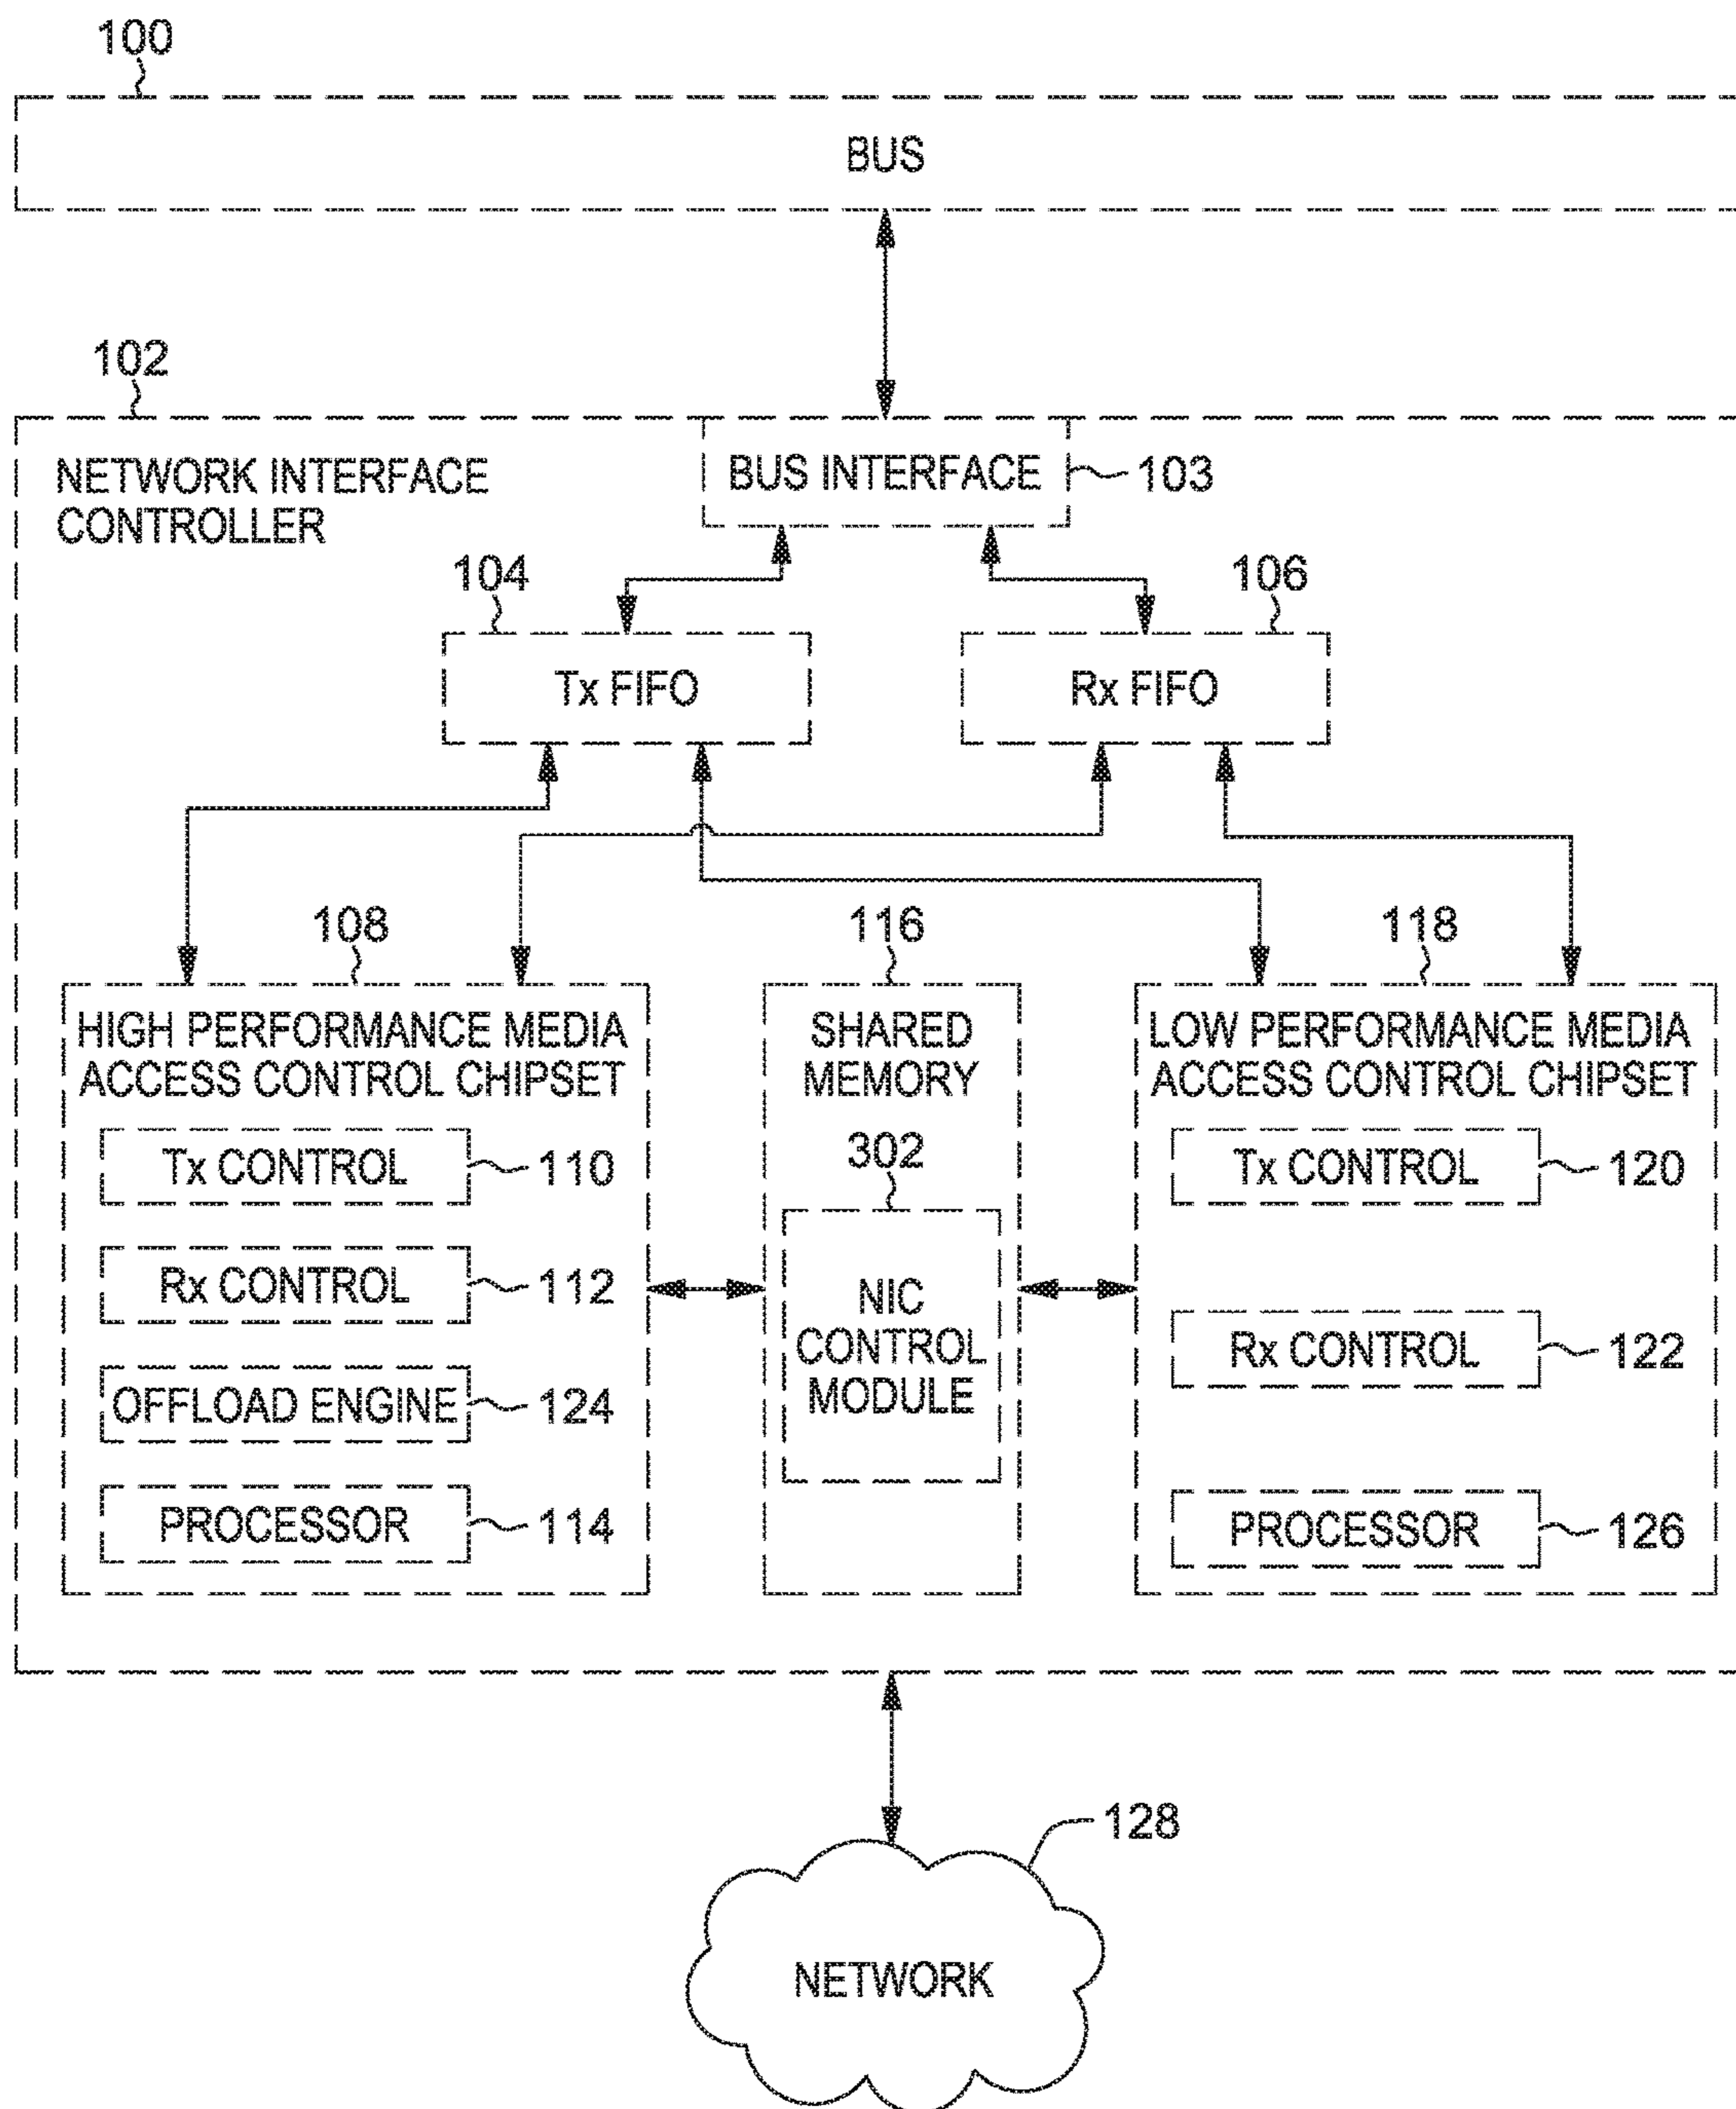 100
BUS
102
NETWORK INTERFACE
CONTROLLER
BUS INTERFACE
103
104
106
Tx FIFO
Rx FIFO
108
116
118
HIGH PERFORMANCE MEDIA
ACCESS CONTROL CHIPSET
Tx CONTROL
110
Rx CONTROL
112
OFFLOAD ENGINE
124
PROCESSOR
114
SHARED
MEMORY
302
NIC
CONTROL
MODULE
LOW PERFORMANCE MEDIA
ACCESS CONTROL CHIPSET
Tx CONTROL
120
Rx CONTROL
122
PROCESSOR
126
128
NETWORK